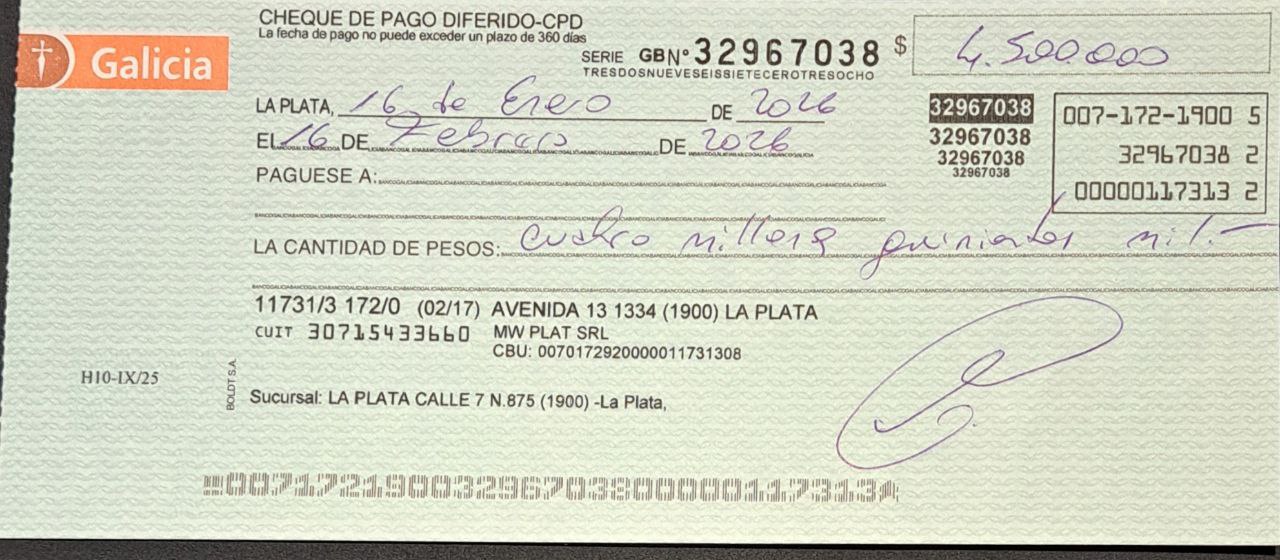 Galicia
CHEQUE DE PAGO DIFERIDO-CPD
La fecha de pago no puede exceder un plazo de 360 días
SERIE GB Nº 32967038 $ 4.500.000
TRESDOSNUEVESEISSIETECEROTRESOCHO
LA PLATA, 16 de Enero DE 2026
EL 16 DE Febrero DE 2026
32967038
32967038
32967038
32967038
007-172-1900 5
32967038 2
00000117313 2
PAGUESE A:
LA CANTIDAD DE PESOS: cuatro millones quinientos mil.-
11731/3 172/0 (02/17) AVENIDA 13 1334 (1900) LA PLATA
CUIT 30715433660 MW PLAT SRL
CBU: 0070172920000011731308
H10-IX/25
BOLDT S.A.
Sucursal: LA PLATA CALLE 7 N.875 (1900) -La Plata,
00717219003296703800000117313